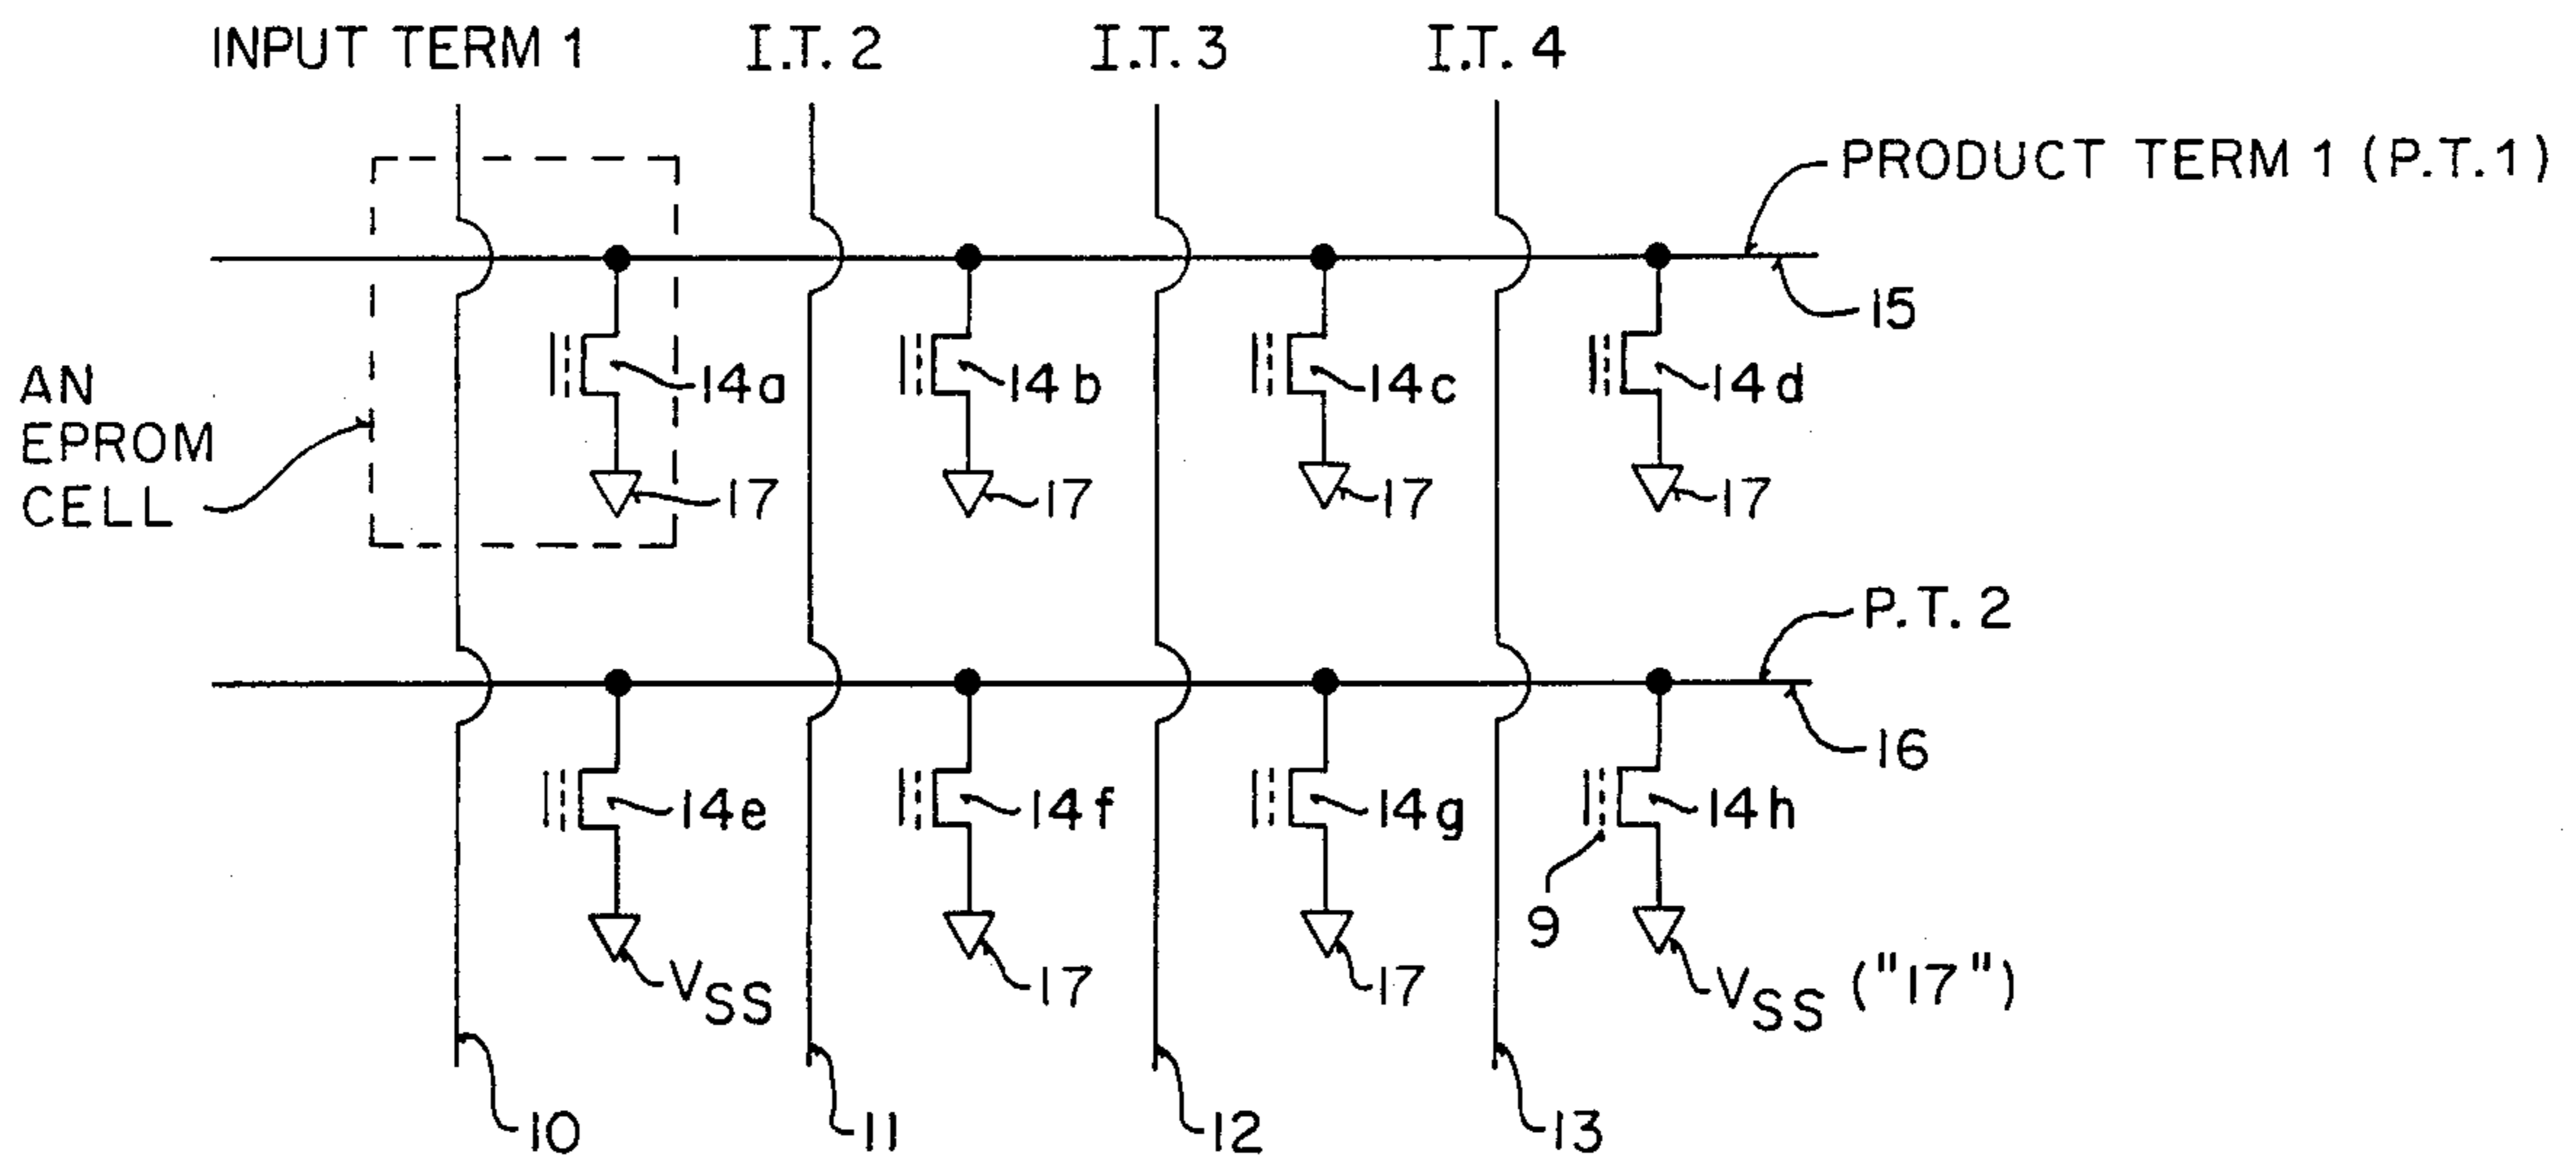 INPUT TERM 1 I.T. 2 I.T. 3 I.T. 4
PRODUCT TERM 1 (P.T.1)
15
AN
EPROM
CELL
14a 14b 14c 14d
17 17 17 17
P.T. 2
16
14e 14f 14g 14h
9
VSS 17 17 VSS ("17")
10 11 12 13